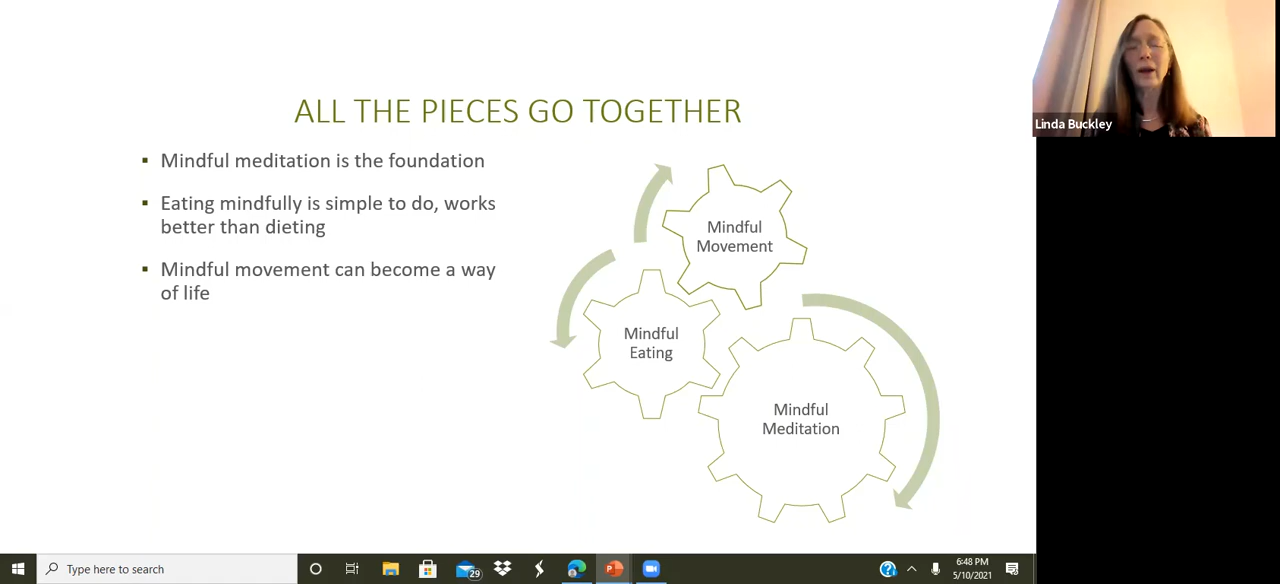 ALL THE PIECES GO TOGETHER
▪ Mindful meditation is the foundation
▪ Eating mindfully is simple to do, works
better than dieting
▪ Mindful movement can become a way
of life
Mindful
Movement
Mindful
Eating
Mindful
Meditation
Linda Buckley
Type here to search
29
6:48 PM
5/10/2021